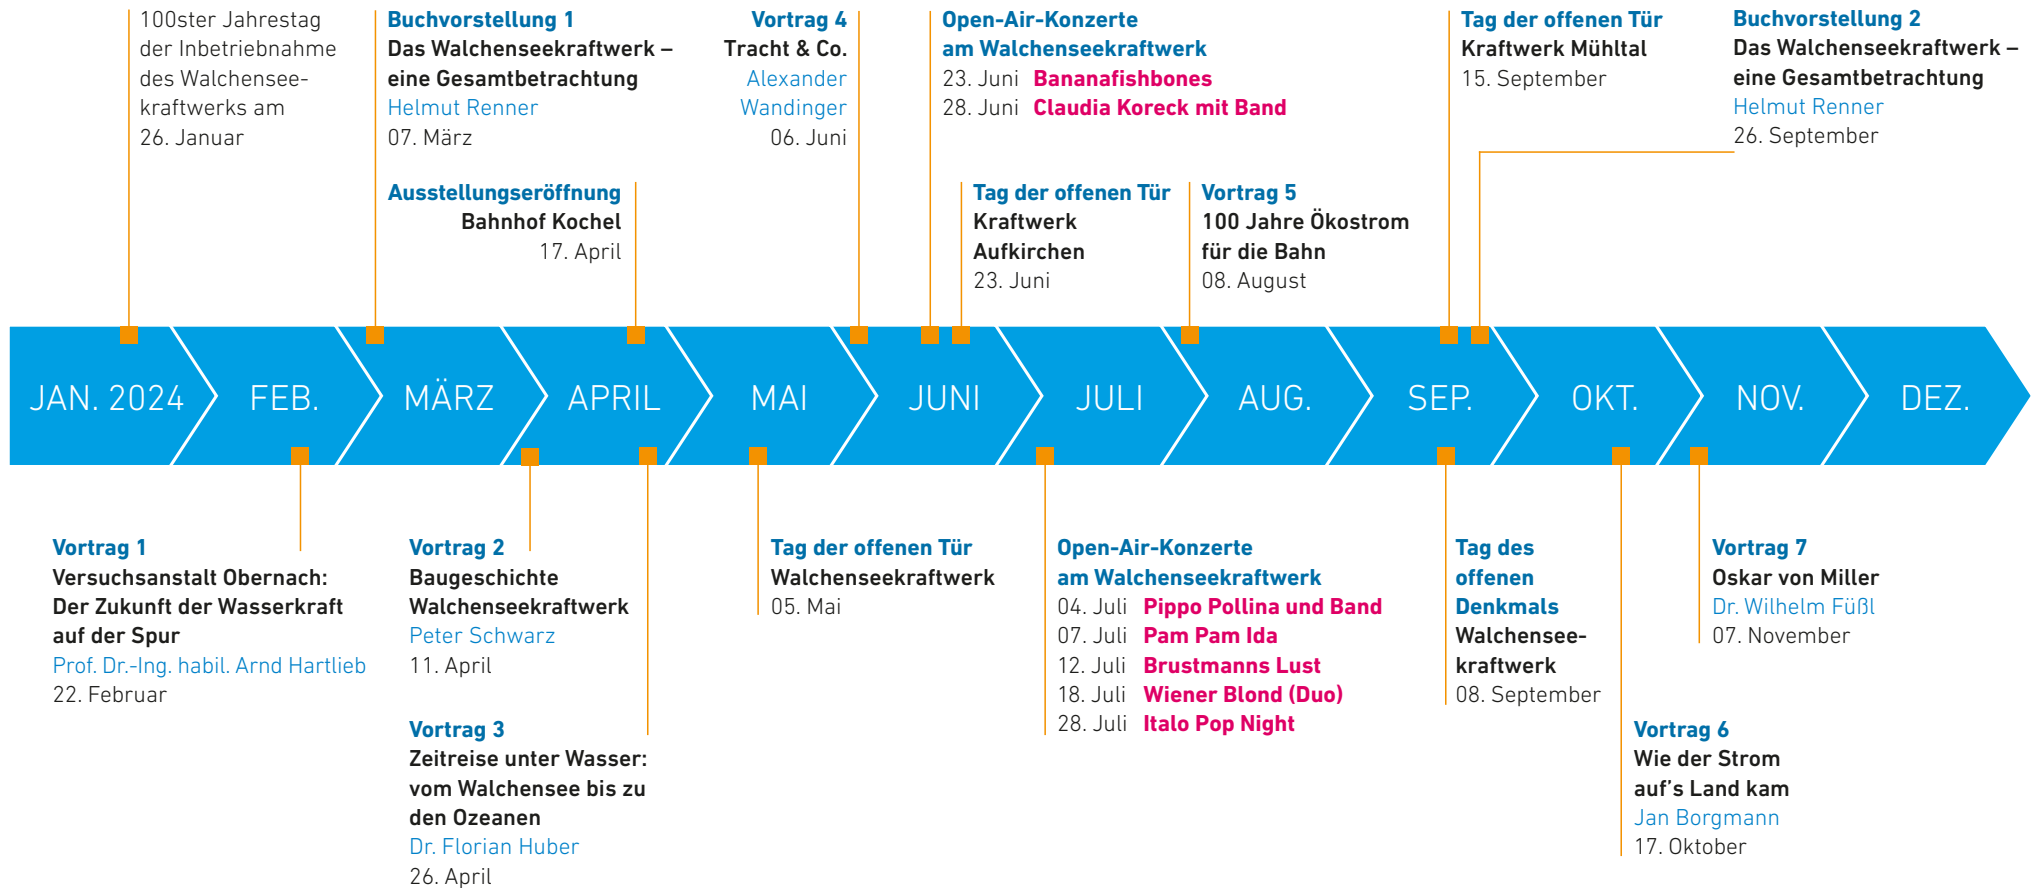 100ster Jahrestag
der Inbetriebnahme
des Walchensee-
kraftwerks am
26. Januar
Buchvorstellung 1
Das Walchenseekraftwerk –
eine Gesamtbetrachtung
Helmut Renner
07. März
Ausstellungseröffnung
Bahnhof Kochel
17. April
Vortrag 4
Tracht & Co.
Alexander
Wandinger
06. Juni
Open-Air-Konzerte
am Walchenseekraftwerk
23. Juni Bananafishbones
28. Juni Claudia Koreck mit Band
Tag der offenen Tür
Kraftwerk
Aufkirchen
23. Juni
Vortrag 5
100 Jahre Ökostrom
für die Bahn
08. August
Tag der offenen Tür
Kraftwerk Mühltal
15. September
Buchvorstellung 2
Das Walchenseekraftwerk –
eine Gesamtbetrachtung
Helmut Renner
26. September
JAN. 2024 FEB. MÄRZ APRIL MAI JUNI JULI AUG. SEP. OKT. NOV. DEZ.
Vortrag 1
Versuchsanstalt Obernach:
Der Zukunft der Wasserkraft
auf der Spur
Prof. Dr.-Ing. habil. Arnd Hartlieb
22. Februar
Vortrag 2
Baugeschichte
Walchenseekraftwerk
Peter Schwarz
11. April
Vortrag 3
Zeitreise unter Wasser:
vom Walchensee bis zu
den Ozeanen
Dr. Florian Huber
26. April
Tag der offenen Tür
Walchenseekraftwerk
05. Mai
Open-Air-Konzerte
am Walchenseekraftwerk
04. Juli Pippo Pollina und Band
07. Juli Pam Pam Ida
12. Juli Brustmanns Lust
18. Juli Wiener Blond (Duo)
28. Juli Italo Pop Night
Tag des
offenen
Denkmals
Walchensee-
kraftwerk
08. September
Vortrag 6
Wie der Strom
auf’s Land kam
Jan Borgmann
17. Oktober
Vortrag 7
Oskar von Miller
Dr. Wilhelm Füßl
07. November